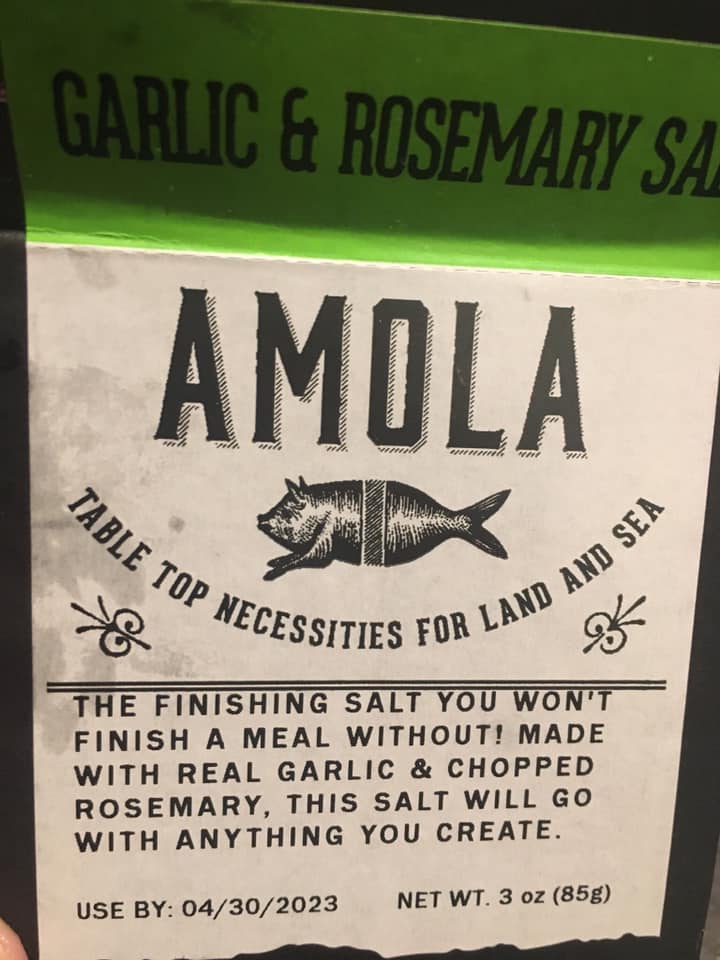 GARLIC & ROSEMARY
AMOLA
TABLE TOP NECESSITIES FOR LAND AND SEA
THE FINISHING SALT YOU WON'T
FINISH A MEAL WITHOUT! MADE
WITH REAL GARLIC & CHOPPED
ROSEMARY, THIS SALT WILL GO
WITH ANYTHING YOU CREATE.
USE BY: 04/30/2023 NET WT. 3 oz (85g)